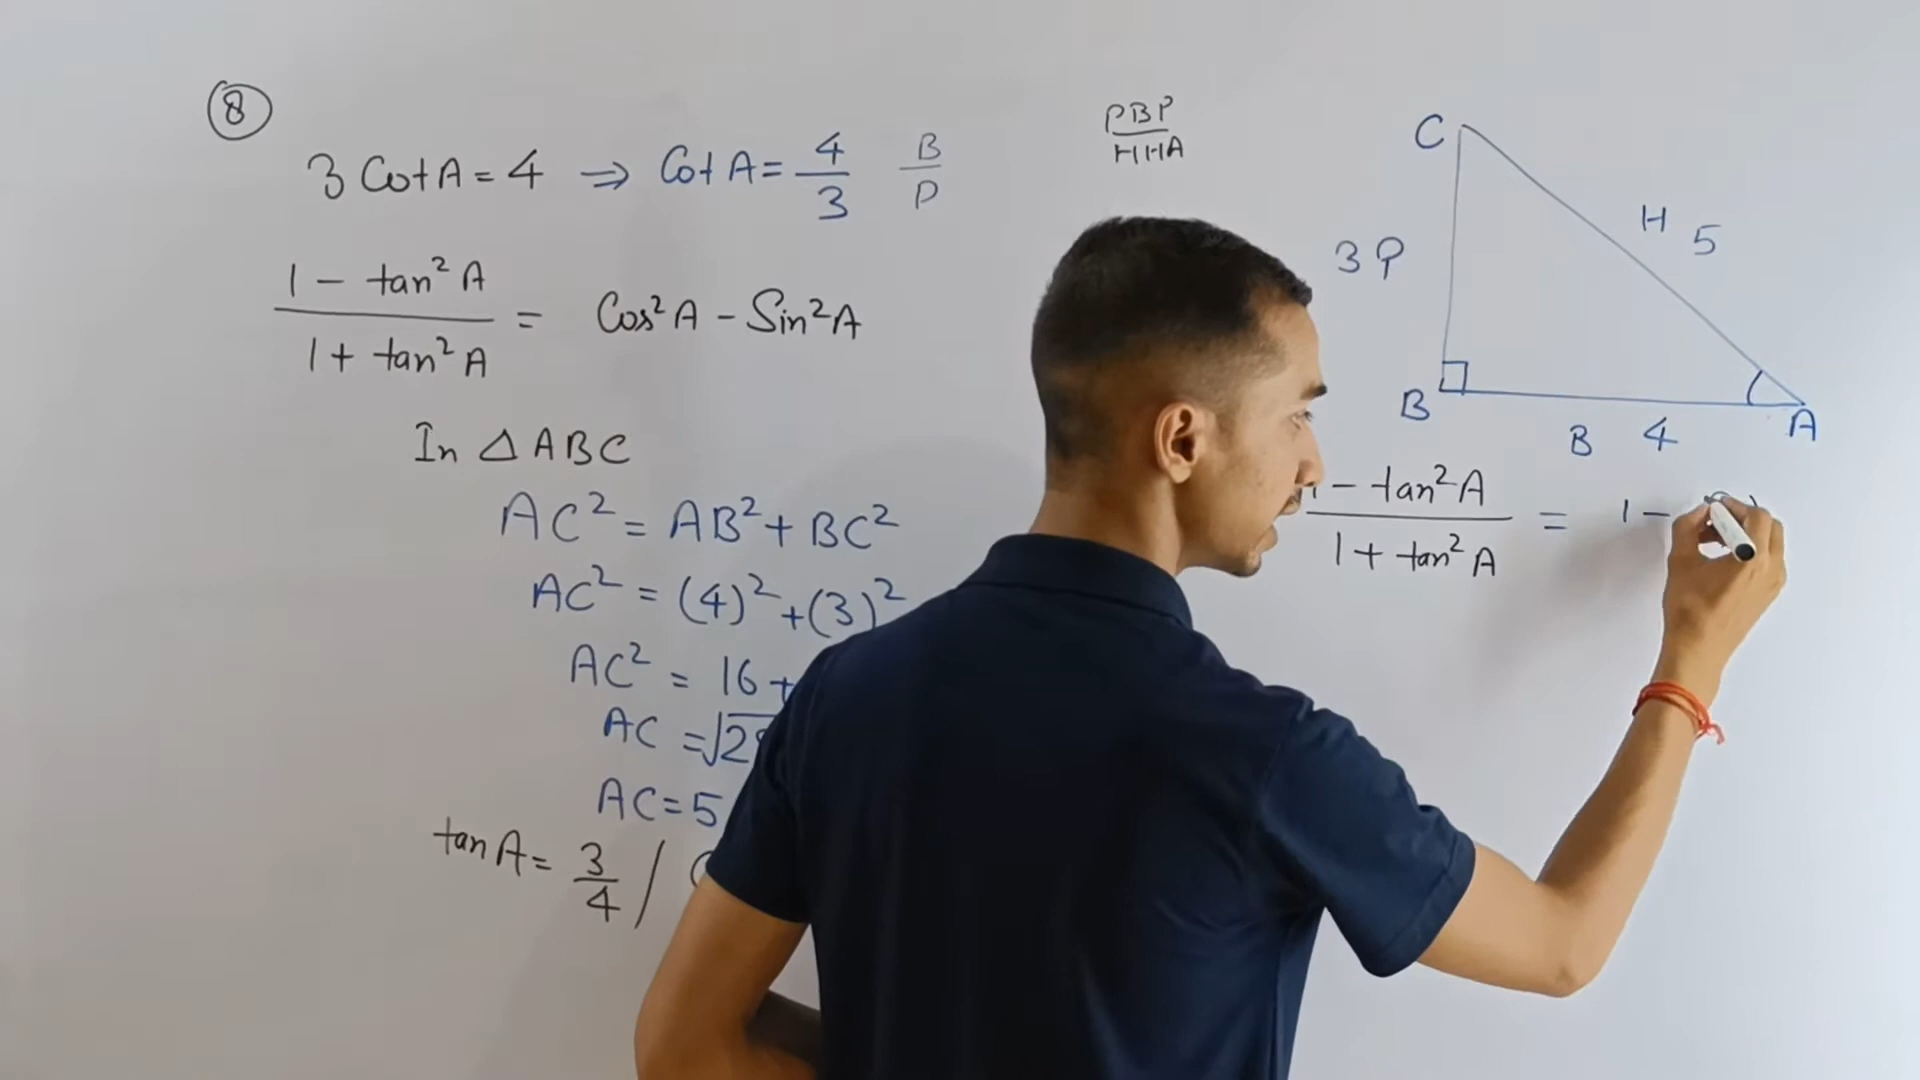 8
3 Cot A = 4 ⇒ Cot A = 4/3 B/P
1 - tan² A / 1 + tan² A = Cos² A - Sin² A
In △ ABC
AC² = AB² + BC²
AC² = (4)² + (3)²
AC² = 16 +
AC = √2
AC = 5
tan A = 3/4 /
PBP
HHA
C
3 P
H 5
B
B 4
A
1 - tan² A / 1 + tan² A = 1 -